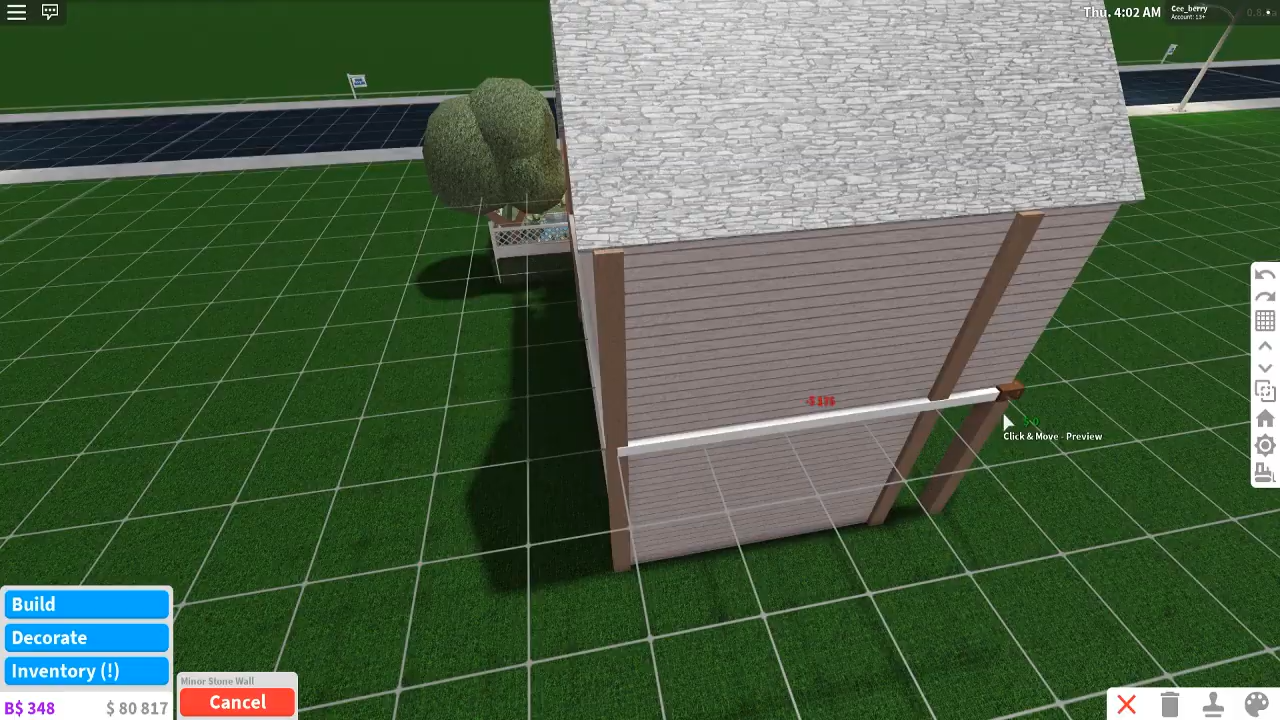 Thu. 4:02 AM
Cee_berry
Account: 13+
Click & Move - Preview
Build
Decorate
Inventory (!)
B$ 348
$ 80 817
Minor Stone Wall
Cancel